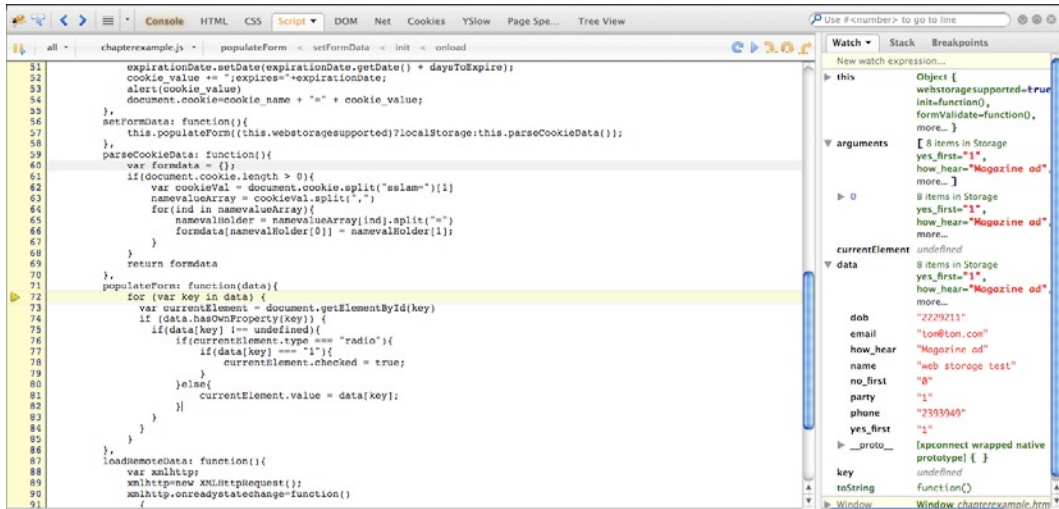 Console HTML CSS Script DOM Net Cookies YSlow Page Spe... Tree View
Use #<number> to go to line
all chapterexample.js populateForm < setFormData < init < onload
51 expirationDate.setDate(expirationDate.getDate() + daysToExpire);
52 cookie_value += ";expires="+expirationDate;
53 alert(cookie_value)
54 document.cookie=cookie_name + "=" + cookie_value;
55 },
56 setFormData: function(){
57 this.populateForm((this.webstoragesupported)?localStorage:this.parseCookieData());
58 },
59 parseCookieData: function(){
60 var formdata = {};
61 if(document.cookie.length > 0){
62 var cookieVal = document.cookie.split("sslam=")[1]
63 namevalueArray = cookieVal.split(",")
64 for(ind in namevalueArray){
65 namevalHolder = namevalueArray[ind].split("=")
66 formdata[namevalHolder[0]] = namevalHolder[1];
67 }
68 }
69 return formdata
70 },
71 populateForm: function(data){
72 for (var key in data) {
73 var currentElement = document.getElementById(key)
74 if (data.hasOwnProperty(key)) {
75 if(data[key] !== undefined){
76 if(currentElement.type === "radio"){
77 if(data[key] === "1"){
78 currentElement.checked = true;
79 }
80 }else{
81 currentElement.value = data[key];
82 }
83 }
84 }
85 }
86 },
87 loadRemoteData: function(){
88 var xmlhttp;
89 xmlhttp=new XMLHttpRequest();
90 xmlhttp.onreadystatechange=function()
91 {
Watch Stack Breakpoints
New watch expression...
this Object {
webstoragesupported=true
init=function(),
formValidate=function(),
more... }
arguments [ 8 items in Storage
yes_first="1",
how_hear="Magazine ad",
more... ]
0 8 items in Storage
yes_first="1",
how_hear="Magazine ad",
more...
currentElement undefined
data 8 items in Storage
yes_first="1",
how_hear="Magazine ad",
more...
dob "2229211"
email "tom@tom.com"
how_hear "Magazine ad"
name "web storage test"
no_first "0"
party "1"
phone "2393949"
yes_first "1"
__proto__ [xpconnect wrapped native
prototype] { }
key undefined
toString function()
Window Window chapterexample.htm